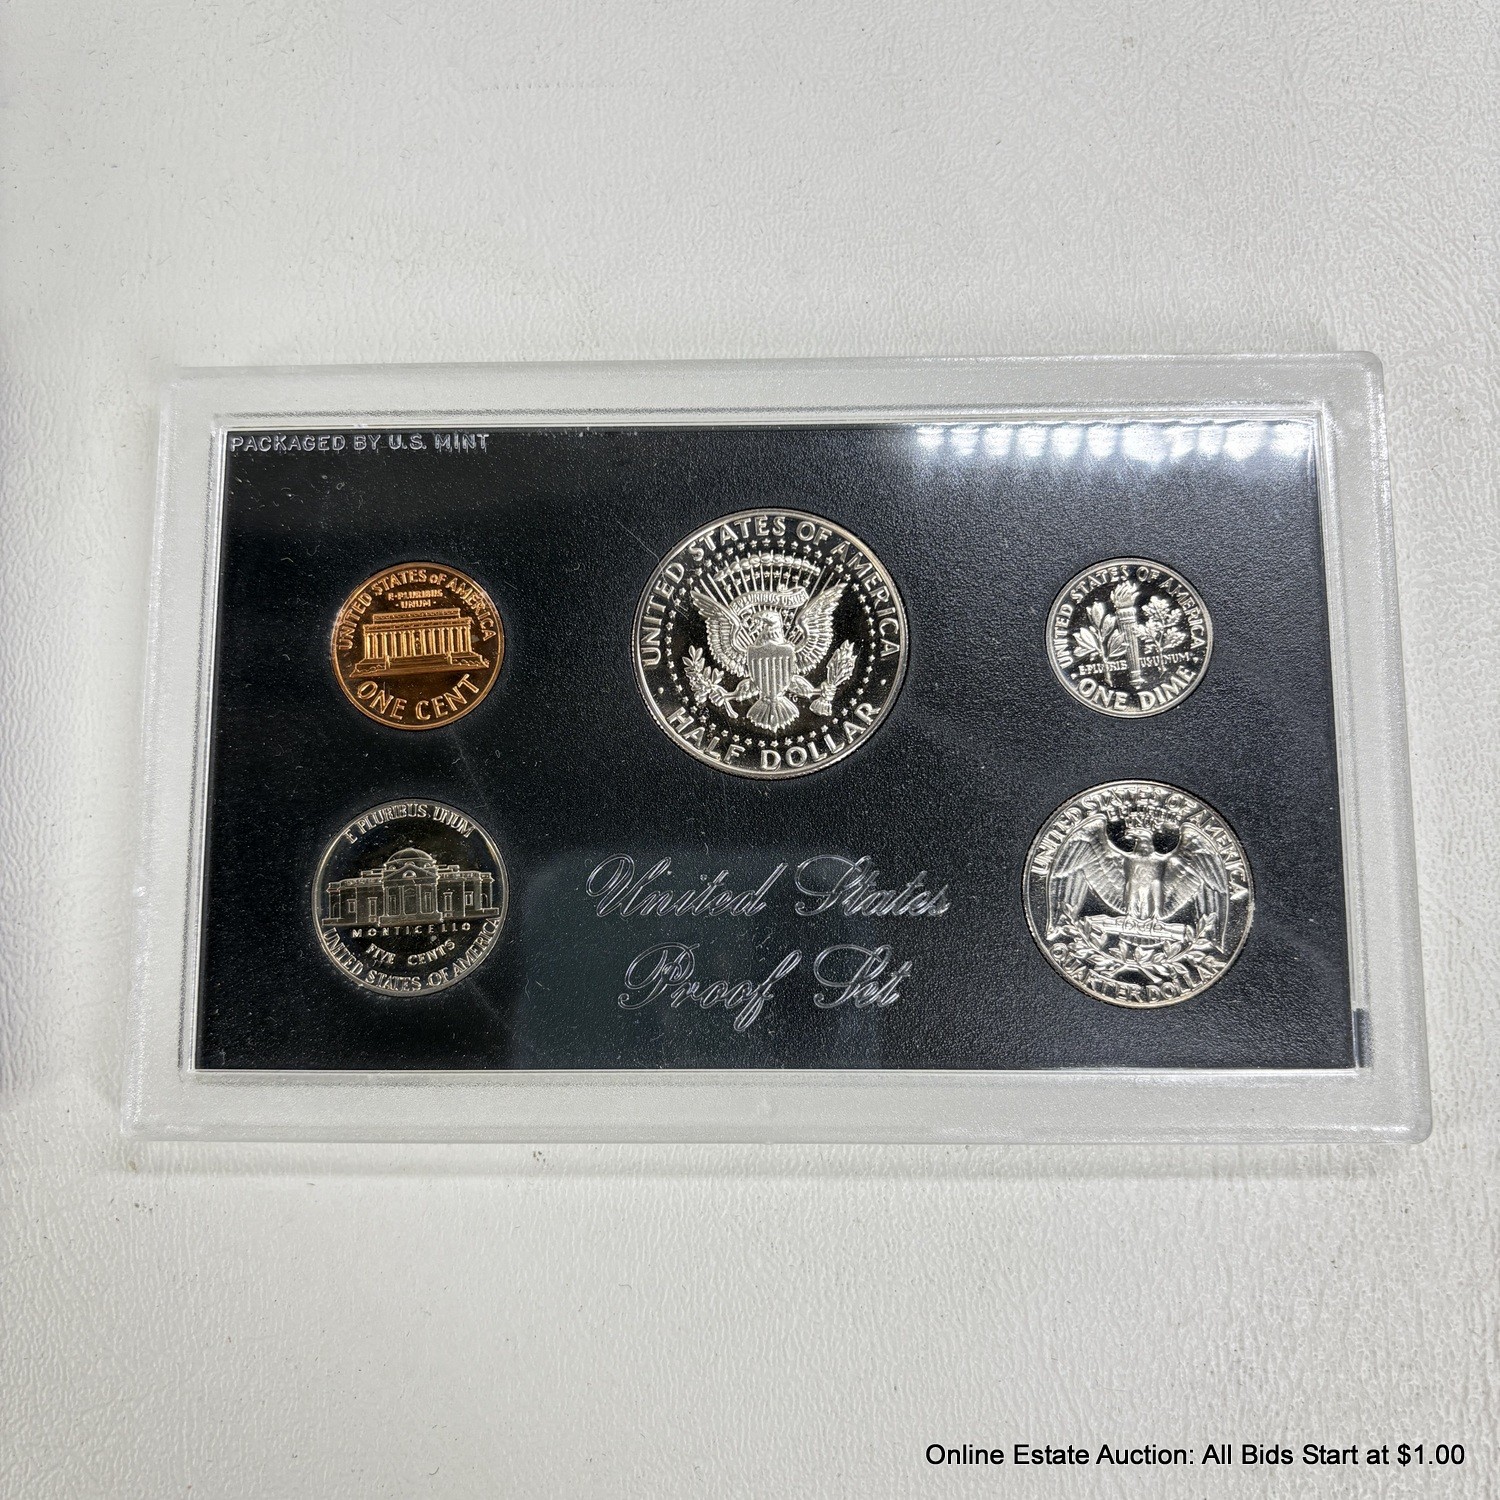 PACKAGED BY U.S. MINT
UNITED STATES OF AMERICA
E·PLURIBUS
·UNUM·
ONE CENT
UNITED STATES OF AMERICA
E PLURIBUS UNUM
HALF DOLLAR
UNITED STATES OF AMERICA
E·PLURIBUS·UNUM·
ONE DIME
E PLURIBUS UNUM
MONTICELLO
FIVE CENTS
UNITED STATES OF AMERICA
United States
Proof Set
UNITED STATES OF AMERICA
QUARTER DOLLAR
Online Estate Auction: All Bids Start at $1.00